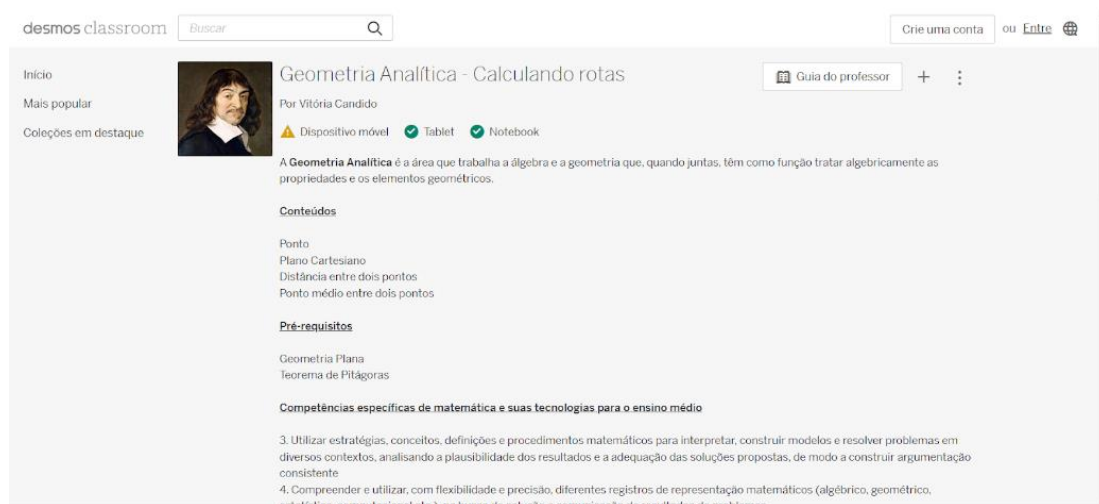 desmos classroom
Buscar
Crie uma conta ou Entre
Início
Mais popular
Coleções em destaque
Geometria Analítica - Calculando rotas
Guia do professor
Por Vitória Candido
Dispositivo móvel Tablet Notebook
A Geometria Analítica é a área que trabalha a álgebra e a geometria que, quando juntas, têm como função tratar algebricamente as
propriedades e os elementos geométricos.
Conteúdos
Ponto
Plano Cartesiano
Distância entre dois pontos
Ponto médio entre dois pontos
Pré-requisitos
Geometria Plana
Teorema de Pitágoras
Competências específicas de matemática e suas tecnologias para o ensino médio
3. Utilizar estratégias, conceitos, definições e procedimentos matemáticos para interpretar, construir modelos e resolver problemas em
diversos contextos, analisando a plausibilidade dos resultados e a adequação das soluções propostas, de modo a construir argumentação
consistente
4. Compreender e utilizar, com flexibilidade e precisão, diferentes registros de representação matemáticos (algébrico, geométrico,